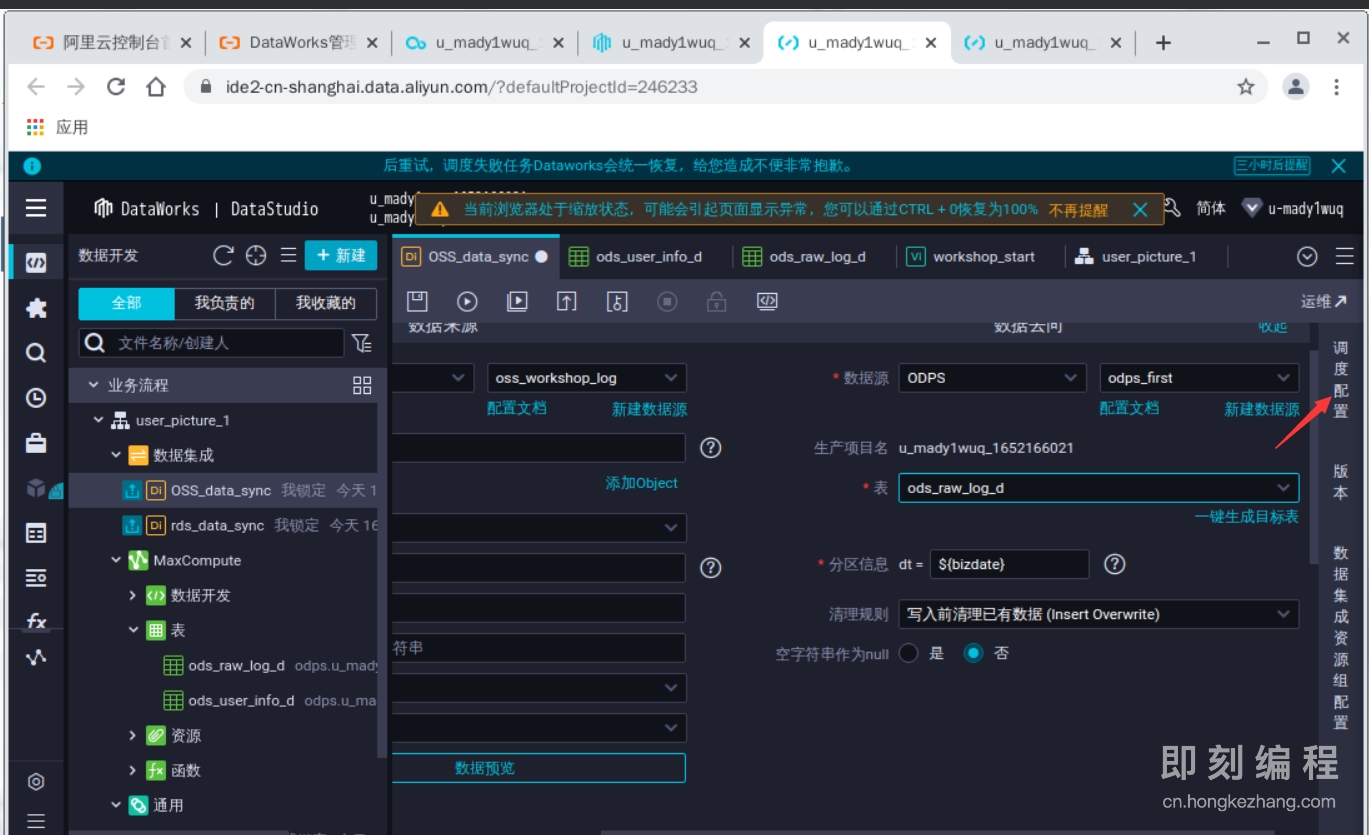 阿里云控制台首
DataWorks管理
u_mady1wuq_
u_mady1wuq_
u_mady1wuq_
u_mady1wuq_
ide2-cn-shanghai.data.aliyun.com/?defaultProjectId=246233
应用
后重试，调度失败任务Dataworks会统一恢复，给您造成不便非常抱歉。
三小时后提醒
DataWorks | DataStudio
u_mady1wuq_1652166021
u_mady
当前浏览器处于缩放状态，可能会引起页面显示异常，您可以通过CTRL + 0恢复为100% 不再提醒
简体
u-mady1wuq
数据开发
+ 新建
Di OSS_data_sync
ods_user_info_d
ods_raw_log_d
VI workshop_start
user_picture_1
全部 我负责的 我收藏的
运维
文件名称/创建人
业务流程
user_picture_1
数据集成
Di OSS_data_sync 我锁定 今天 1
Di rds_data_sync 我锁定 今天 16
MaxCompute
数据开发
表
ods_raw_log_d odps.u_mady
ods_user_info_d odps.u_ma
资源
函数
通用
数据来源 数据去向 收起
oss_workshop_log
配置文档 新建数据源
添加Object
符串
数据预览
* 数据源 ODPS odps_first
配置文档 新建数据源
生产项目名 u_mady1wuq_1652166021
* 表 ods_raw_log_d
一键生成目标表
* 分区信息 dt = ${bizdate}
清理规则 写入前清理已有数据 (Insert Overwrite)
空字符串作为null 是 否
调度配置
版本
数据集成资源组配置
即刻编程
cn.hongkezhang.com